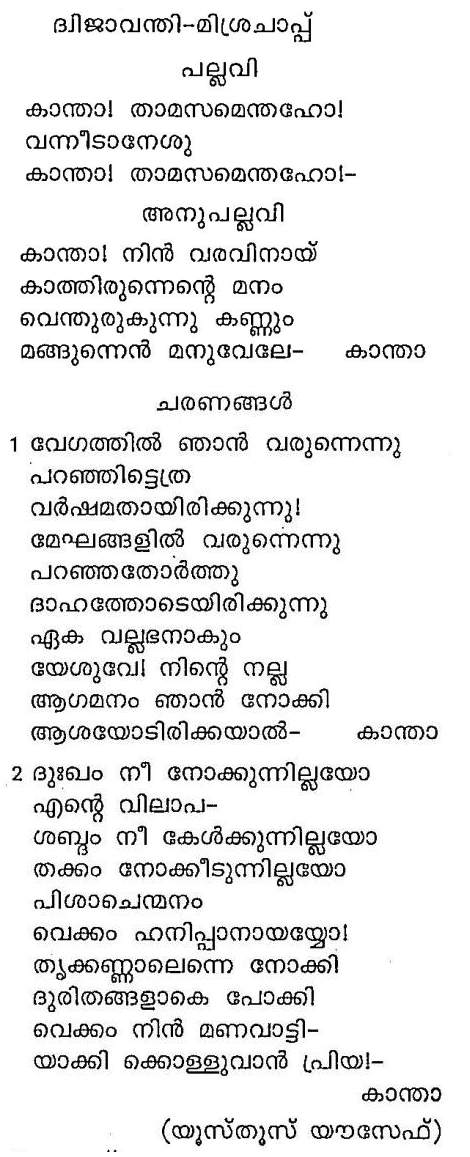 ദ്വിജാവന്തി-മിശ്രചാപ്പ്
പല്ലവി
കാന്താ! താമസമെന്തഹോ!
വന്നീടാനേശു
കാന്താ! താമസമെന്തഹോ!-
അനുപല്ലവി
കാന്താ! നിൻ വരവിനായ്
കാത്തിരുന്നെന്റെ മനം
വെന്തുരുകുന്നു കണ്ണും
മങ്ങുന്നെൻ മനുവേലേ- കാന്താ
ചരണങ്ങൾ
1 വേഗത്തിൽ ഞാൻ വരുന്നെന്നു
പറഞ്ഞിട്ടെത്ര
വർഷമതായിരിക്കുന്നു!
മേഘങ്ങളിൽ വരുന്നെന്നു
പറഞ്ഞതോർത്തു
ദാഹത്തോടെയിരിക്കുന്നു
ഏക വല്ലഭനാകും
യേശുവേ! നിന്റെ നല്ല
ആഗമനം ഞാൻ നോക്കി
ആശയോടിരിക്കയാൽ- കാന്താ
2 ദുഃഖം നീ നോക്കുന്നില്ലയോ
എന്റെ വിലാപ-
ശബ്ദം നീ കേൾക്കുന്നില്ലയോ
തക്കം നോക്കീടുന്നില്ലയോ
പിശാചെന്മനം
വെക്കം ഹനിപ്പാനായയ്യോ!
തൃക്കണ്ണാലെന്നെ നോക്കി
ദുരിതങ്ങളാകെ പോക്കി
വെക്കം നിൻ മണവാട്ടി-
യാക്കി ക്കൊള്ളുവാൻ പ്രിയ!-
കാന്താ
(യൂസ്തൂസ് യൗസേഫ്)